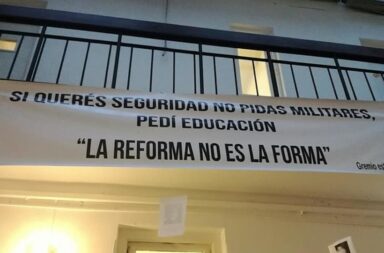 SI QUERÉS SEGURIDAD NO PIDAS MILITARES,
PEDÍ EDUCACIÓN
“LA REFORMA NO ES LA FORMA”
Gremio